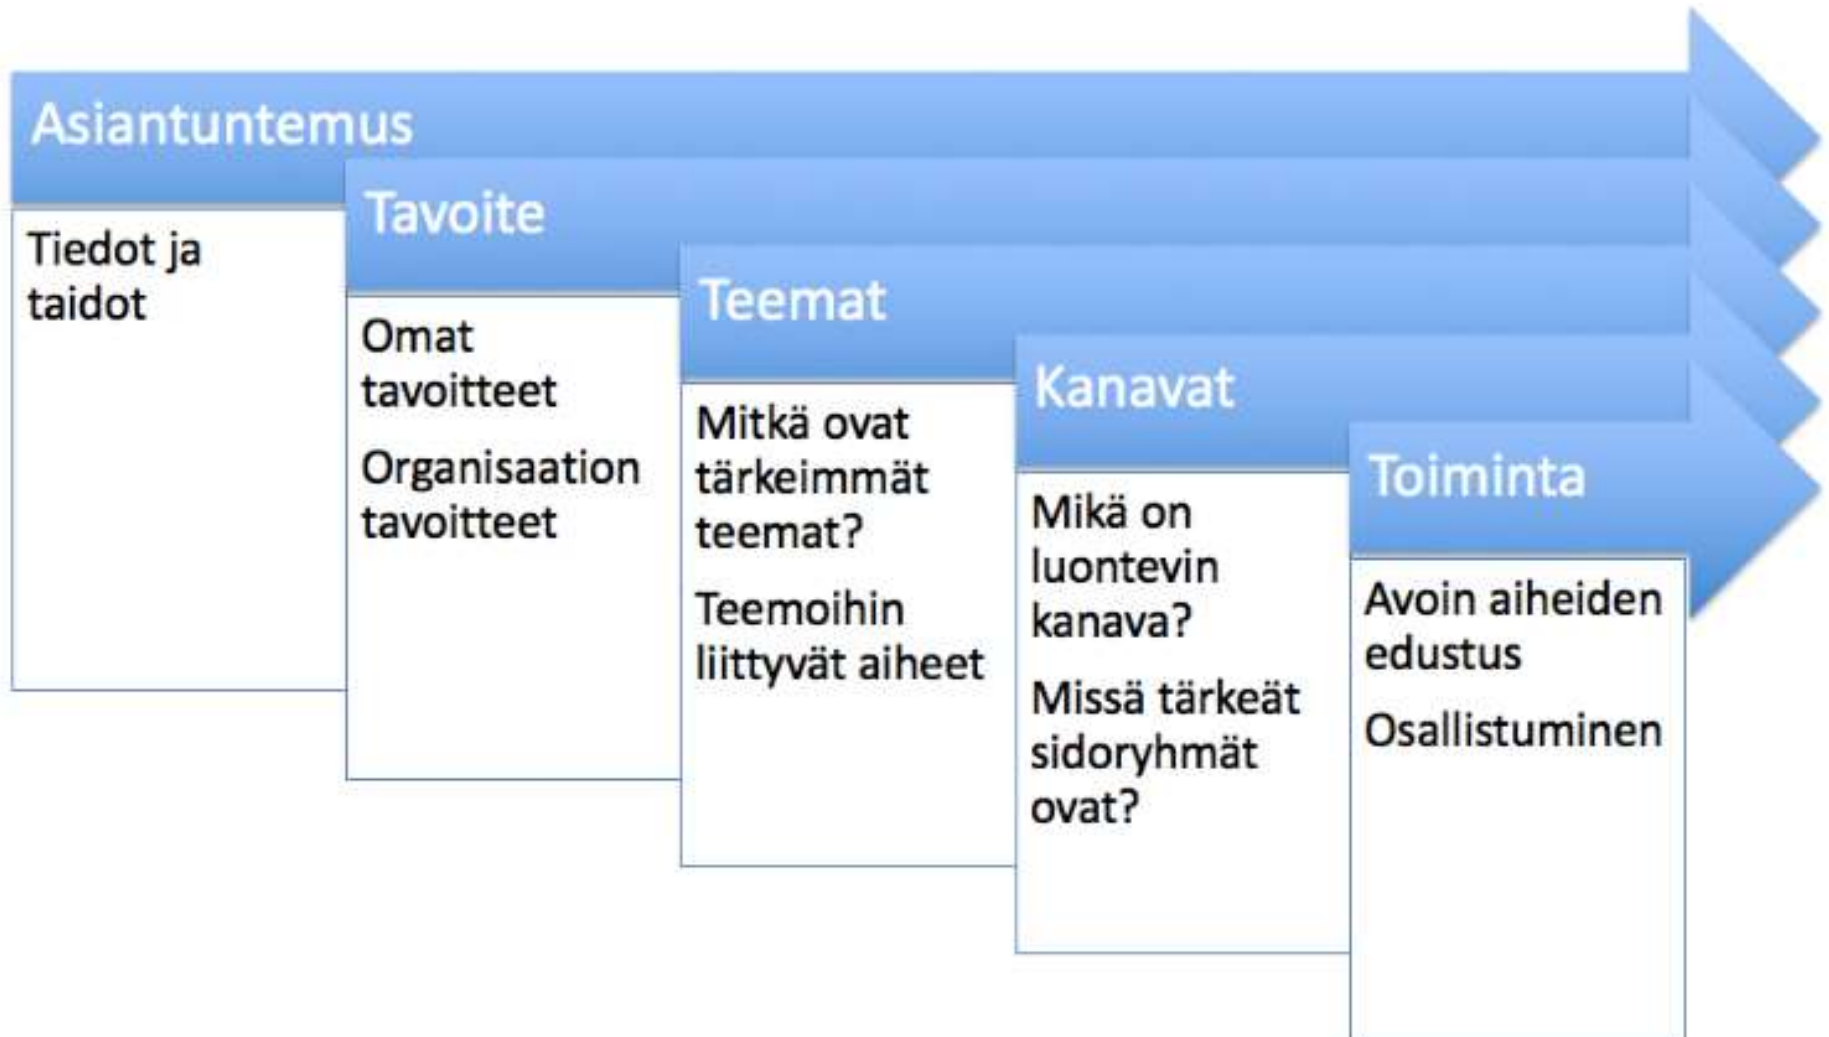 Asiantuntemus
Tiedot ja
taidot
Tavoite
Omat
tavoitteet
Organisaation
tavoitteet
Teemat
Mitkä ovat
tärkeimmät
teemat?
Teemoihin
liittyvät aiheet
Kanavat
Mikä on
luontevin
kanava?
Missä tärkeät
sidoryhmät
ovat?
Toiminta
Avoin aiheiden
edustus
Osallistuminen